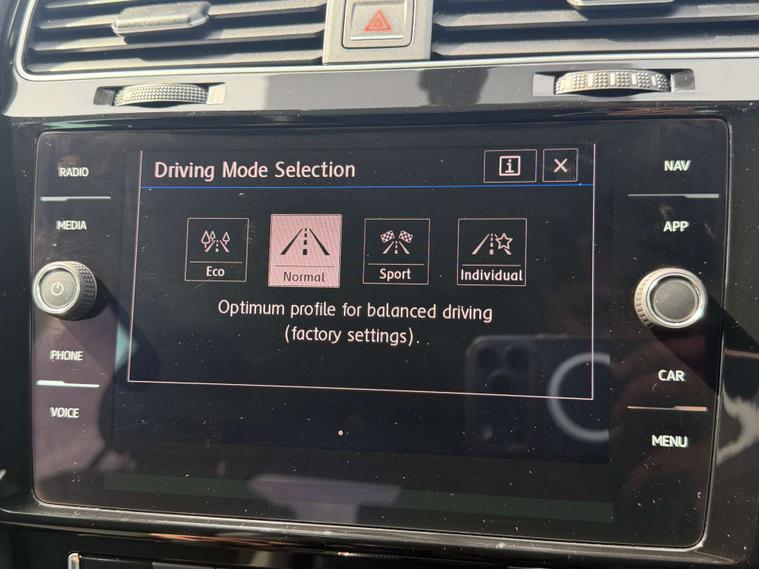 RADIO
MEDIA
PHONE
VOICE
Driving Mode Selection
i
X
Eco
Normal
Sport
Individual
Optimum profile for balanced driving
(factory settings).
NAV
APP
CAR
MENU